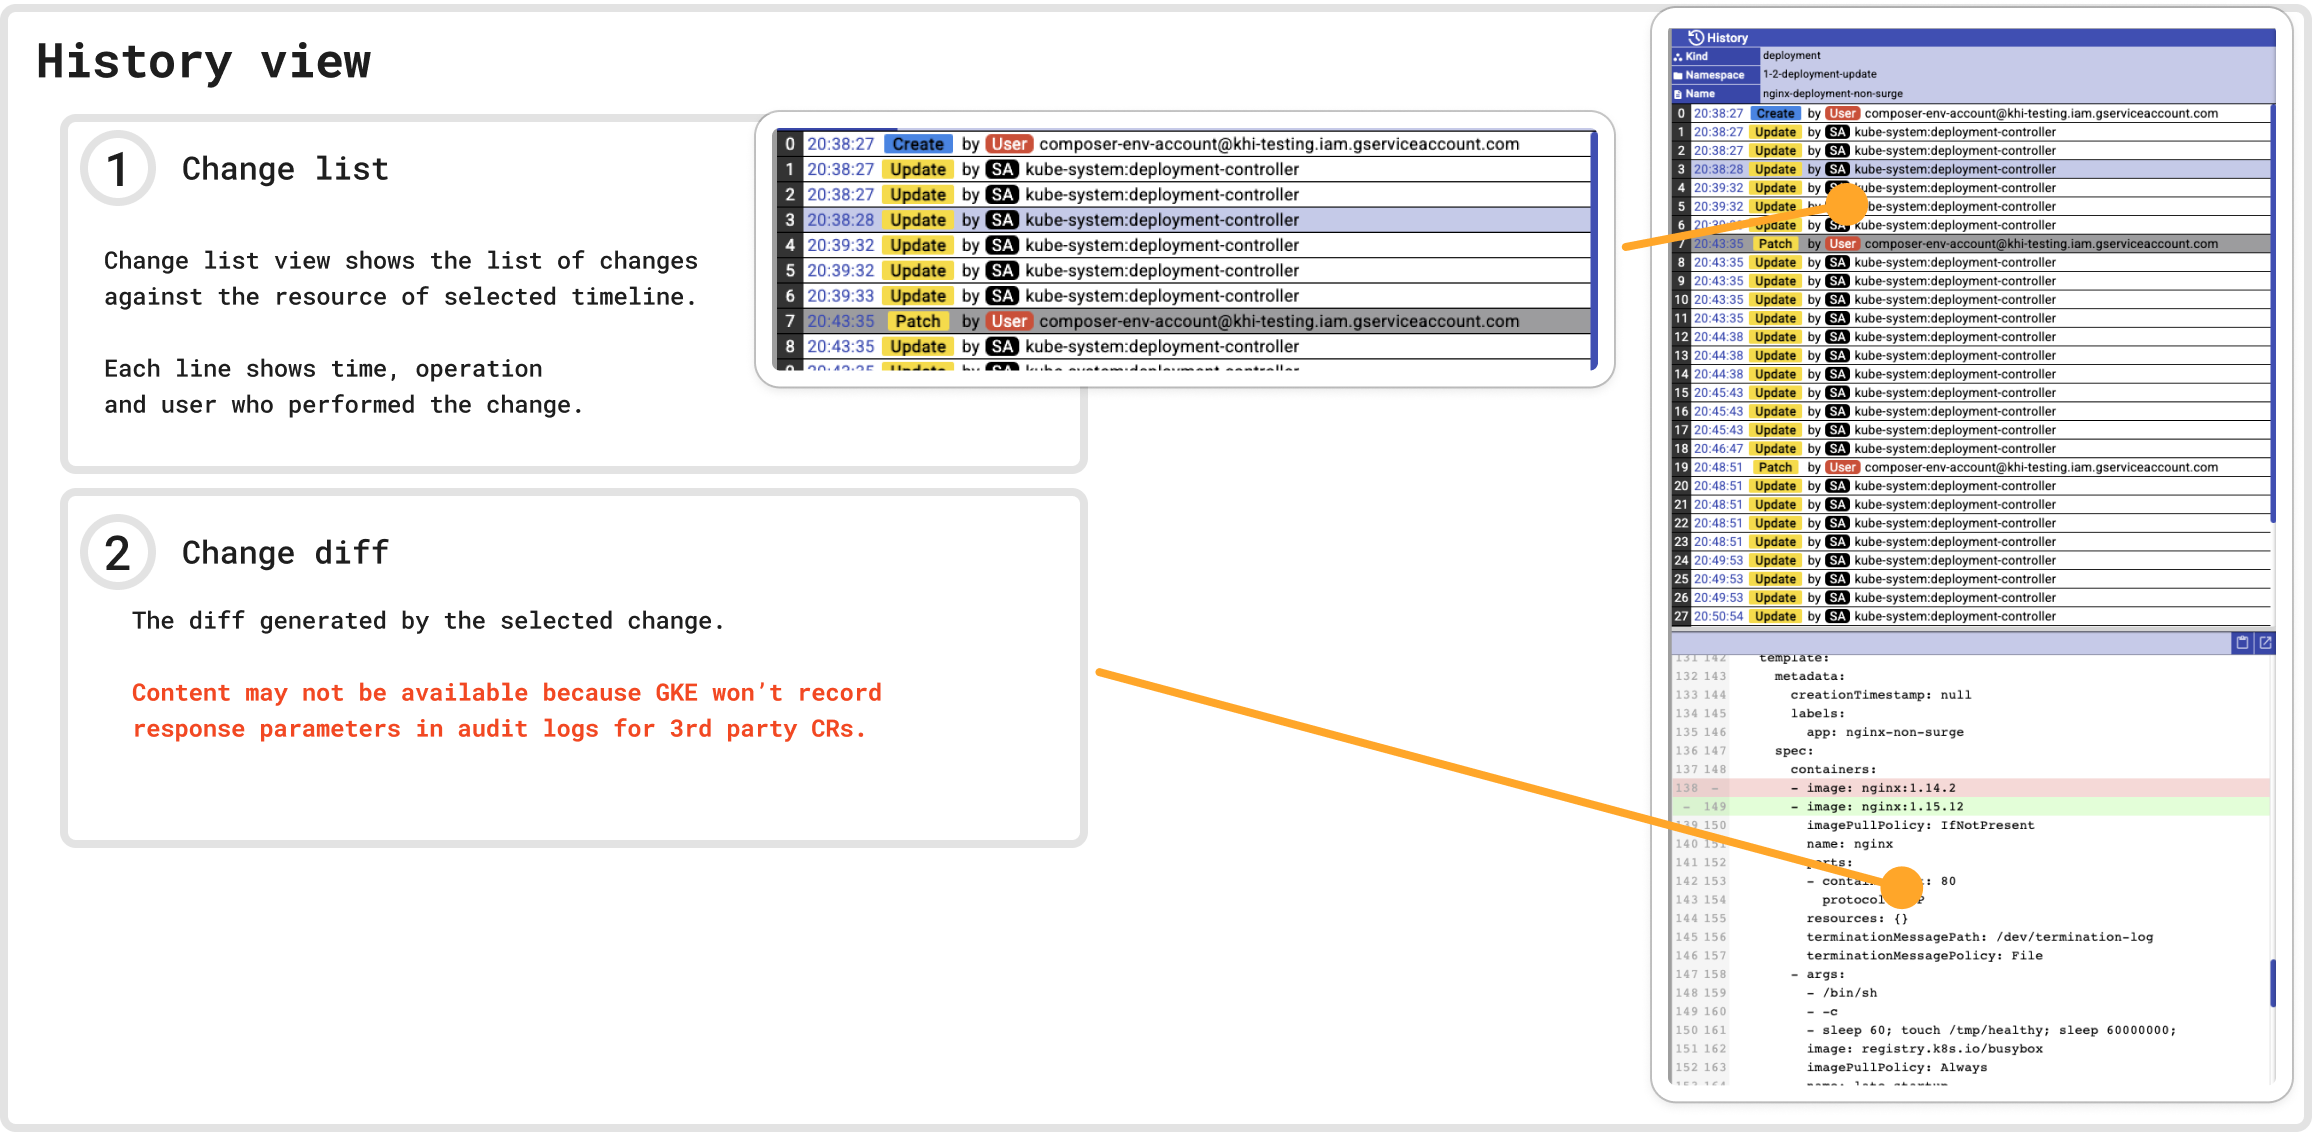 History view
1
Change list
Change list view shows the list of changes
against the resource of selected timeline.
Each line shows time, operation
and user who performed the change.
0 20:38:27 Create by User composer-env-account@khi-testing.iam.gserviceaccount.com
1 20:38:27 Update by SA kube-system:deployment-controller
2 20:38:27 Update by SA kube-system:deployment-controller
3 20:38:28 Update by SA kube-system:deployment-controller
4 20:39:32 Update by SA kube-system:deployment-controller
5 20:39:32 Update by SA kube-system:deployment-controller
6 20:39:33 Update by SA kube-system:deployment-controller
7 20:43:35 Patch by User composer-env-account@khi-testing.iam.gserviceaccount.com
8 20:43:35 Update by SA kube-system:deployment-controller
9 20:43:35 Update by SA kube-system:deployment-controller
2
Change diff
The diff generated by the selected change.
Content may not be available because GKE won’t record
response parameters in audit logs for 3rd party CRs.
History
Kind deployment
Namespace 1-2-deployment-update
Name nginx-deployment-non-surge
0 20:38:27 Create by User composer-env-account@khi-testing.iam.gserviceaccount.com
1 20:38:27 Update by SA kube-system:deployment-controller
2 20:38:27 Update by SA kube-system:deployment-controller
3 20:38:28 Update by SA kube-system:deployment-controller
4 20:39:32 Update by SA kube-system:deployment-controller
5 20:39:32 Update by kube-system:deployment-controller
6 20:39:33 Update by SA kube-system:deployment-controller
7 20:43:35 Patch by User composer-env-account@khi-testing.iam.gserviceaccount.com
8 20:43:35 Update by SA kube-system:deployment-controller
9 20:43:35 Update by SA kube-system:deployment-controller
10 20:43:35 Update by SA kube-system:deployment-controller
11 20:43:35 Update by SA kube-system:deployment-controller
12 20:44:38 Update by SA kube-system:deployment-controller
13 20:44:38 Update by SA kube-system:deployment-controller
14 20:44:38 Update by SA kube-system:deployment-controller
15 20:45:43 Update by SA kube-system:deployment-controller
16 20:45:43 Update by SA kube-system:deployment-controller
17 20:45:43 Update by SA kube-system:deployment-controller
18 20:46:47 Update by SA kube-system:deployment-controller
19 20:48:51 Patch by User composer-env-account@khi-testing.iam.gserviceaccount.com
20 20:48:51 Update by SA kube-system:deployment-controller
21 20:48:51 Update by SA kube-system:deployment-controller
22 20:48:51 Update by SA kube-system:deployment-controller
23 20:48:51 Update by SA kube-system:deployment-controller
24 20:49:53 Update by SA kube-system:deployment-controller
25 20:49:53 Update by SA kube-system:deployment-controller
26 20:49:53 Update by SA kube-system:deployment-controller
27 20:50:54 Update by SA kube-system:deployment-controller
131 142 template:
132 143 metadata:
133 144 creationTimestamp: null
134 145 labels:
135 146 app: nginx-non-surge
136 147 spec:
137 148 containers:
138 - - image: nginx:1.14.2
- 149 - image: nginx:1.15.12
139 150 imagePullPolicy: IfNotPresent
140 151 name: nginx
141 152 ports:
142 153 - : 80
143 154
144 155 resources: {}
145 156 terminationMessagePath: /dev/termination-log
146 157 terminationMessagePolicy: File
147 158 - args:
148 159 - /bin/sh
149 160 - -c
150 161 - sleep 60; touch /tmp/healthy; sleep 60000000;
151 162 image: registry.k8s.io/busybox
152 163 imagePullPolicy: Always